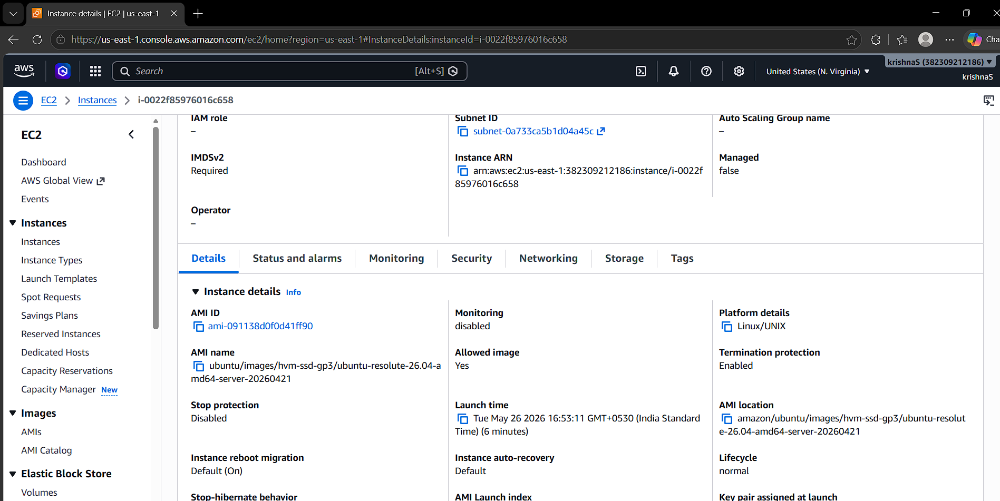 Instance details | EC2 | us-east-1
https://us-east-1.console.aws.amazon.com/ec2/home?region=us-east-1#InstanceDetails:instanceId=i-0022f85976016c658
Cha
aws
Search
[Alt+S]
United States (N. Virginia)
krishnaS (382309212186)
krishnaS
EC2
Instances
i-0022f85976016c658
EC2
Dashboard
AWS Global View
Events
Instances
Instances
Instance Types
Launch Templates
Spot Requests
Savings Plans
Reserved Instances
Dedicated Hosts
Capacity Reservations
Capacity Manager New
Images
AMIs
AMI Catalog
Elastic Block Store
Volumes
IAM role
–
Subnet ID
subnet-0a733ca5b1d04a45c
Auto Scaling Group name
–
IMDSv2
Required
Instance ARN
arn:aws:ec2:us-east-1:382309212186:instance/i-0022f
85976016c658
Managed
false
Operator
–
Details
Status and alarms
Monitoring
Security
Networking
Storage
Tags
Instance details Info
AMI ID
ami-091138d0f0d41ff90
Monitoring
disabled
Platform details
Linux/UNIX
AMI name
ubuntu/images/hvm-ssd-gp3/ubuntu-resolute-26.04-a
md64-server-20260421
Allowed image
Yes
Termination protection
Enabled
Stop protection
Disabled
Launch time
Tue May 26 2026 16:53:11 GMT+0530 (India Standard
Time) (6 minutes)
AMI location
amazon/ubuntu/images/hvm-ssd-gp3/ubuntu-resolut
e-26.04-amd64-server-20260421
Instance reboot migration
Default (On)
Instance auto-recovery
Default
Lifecycle
normal
Stop-hibernate behavior
AMI Launch index
Key pair assigned at launch